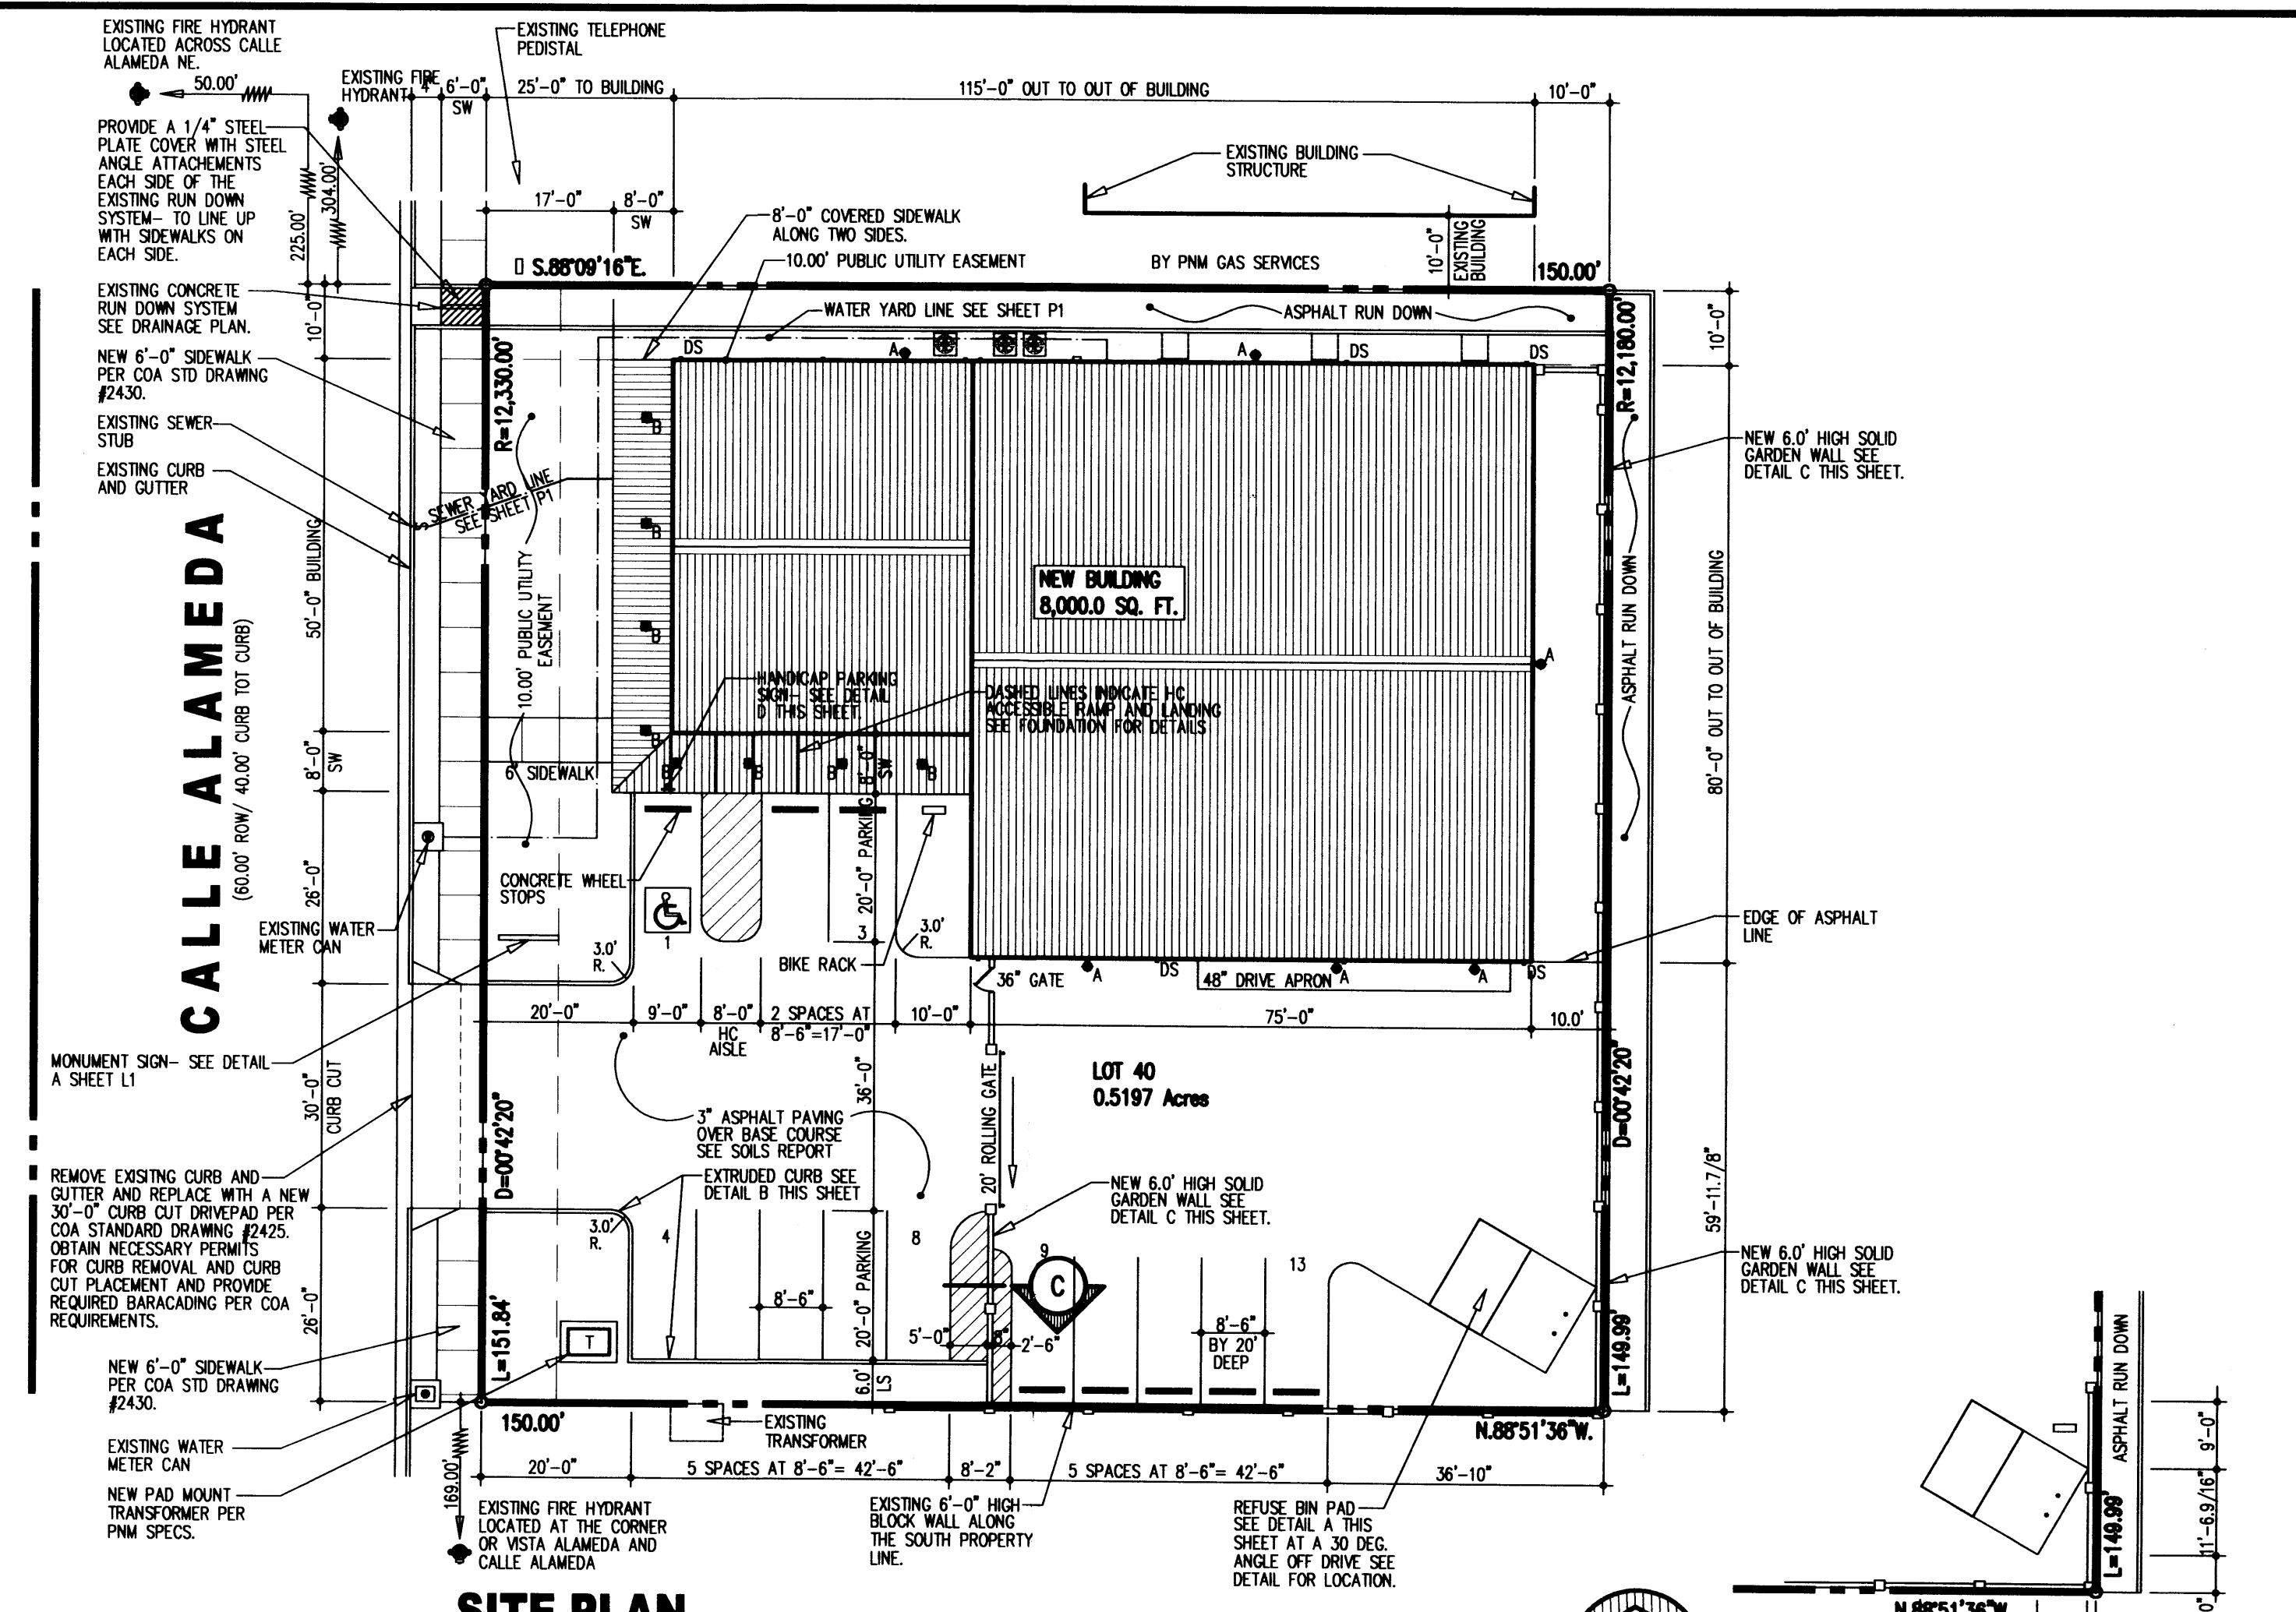 EXISTING FIRE HYDRANT
LOCATED ACROSS CALLE
ALAMEDA NE.
50.00'
EXISTING FIRE
HYDRANT
EXISTING TELEPHONE
PEDISTAL
4'
6'-0"
SW
25'-0" TO BUILDING
115'-0" OUT TO OUT OF BUILDING
10'-0"
PROVIDE A 1/4" STEEL
PLATE COVER WITH STEEL
ANGLE ATTACHEMENTS
EACH SIDE OF THE
EXISTING RUN DOWN
SYSTEM- TO LINE UP
WITH SIDEWALKS ON
EACH SIDE.
225.00'
304.00'
EXISTING BUILDING
STRUCTURE
17'-0"
8'-0"
SW
8'-0" COVERED SIDEWALK
ALONG TWO SIDES.
10.00' PUBLIC UTILITY EASEMENT
BY PNM GAS SERVICES
10'-0"
EXISTING
BUILDING
S.88°09'16"E.
150.00'
EXISTING CONCRETE
RUN DOWN SYSTEM
SEE DRAINAGE PLAN.
10'-0"
WATER YARD LINE SEE SHEET P1
ASPHALT RUN DOWN
10'-0"
NEW 6'-0" SIDEWALK
PER COA STD DRAWING
#2430.
DS
A
A
DS
DS
R=12,330.00'
R=12,180.00'
EXISTING SEWER
STUB
EXISTING CURB
AND GUTTER
B
NEW 6.0' HIGH SOLID
GARDEN WALL SEE
DETAIL C THIS SHEET.
S
SEWER YARD LINE
SEE SHEET P1
B
CALLE ALAMEDA
(60.00' ROW/ 40.00' CURB TOT CURB)
50'-0" BUILDING
10.00' PUBLIC UTILITY
EASEMENT
NEW BUILDING
8,000.0 SQ. FT.
ASPHALT RUN DOWN
80'-0" OUT TO OUT OF BUILDING
B
A
HANDICAP PARKING
SIGN- SEE DETAIL
D THIS SHEET.
DASHED LINES INDICATE HC
ACCESSIBLE RAMP AND LANDING
SEE FOUNDATION FOR DETAILS
B
8'-0"
SW
6' SIDEWALK
B
B
B
B
8'-0"
SW
20'-0" PARKING
26'-0"
CONCRETE WHEEL
STOPS
EXISTING WATER
METER CAN
1
3
3.0'
R.
3.0'
R.
BIKE RACK
EDGE OF ASPHALT
LINE
36" GATE
A
DS
48" DRIVE APRON
A
A
DS
20'-0"
9'-0"
8'-0"
HC
AISLE
2 SPACES AT
8'-6"=17'-0"
10'-0"
75'-0"
10.0'
MONUMENT SIGN- SEE DETAIL
A SHEET L1
30'-0"
CURB CUT
D=00°42'20"
36'-0"
20' ROLLING GATE
LOT 40
0.5197 Acres
D=00°42'20"
3" ASPHALT PAVING
OVER BASE COURSE
SEE SOILS REPORT
EXTRUDED CURB SEE
DETAIL B THIS SHEET
NEW 6.0' HIGH SOLID
GARDEN WALL SEE
DETAIL C THIS SHEET.
59'-11.7/8"
REMOVE EXISITNG CURB AND
GUTTER AND REPLACE WITH A NEW
30'-0" CURB CUT DRIVEPAD PER
COA STANDARD DRAWING #2425.
OBTAIN NECESSARY PERMITS
FOR CURB REMOVAL AND CURB
CUT PLACEMENT AND PROVIDE
REQUIRED BARACADING PER COA
REQUIREMENTS.
3.0'
R.
4
8
9
C
13
NEW 6.0' HIGH SOLID
GARDEN WALL SEE
DETAIL C THIS SHEET.
26'-0"
L=151.84'
T
8'-6"
20'-0" PARKING
5'-0"
8"
2'-6"
8'-6"
BY 20'
DEEP
L=149.99'
6.0'
LS
NEW 6'-0" SIDEWALK
PER COA STD DRAWING
#2430.
150.00'
EXISTING
TRANSFORMER
N.88°51'36"W.
EXISTING WATER
METER CAN
169.00'
20'-0"
5 SPACES AT 8'-6"= 42'-6"
8'-2"
5 SPACES AT 8'-6"= 42'-6"
36'-10"
NEW PAD MOUNT
TRANSFORMER PER
PNM SPECS.
EXISTING FIRE HYDRANT
LOCATED AT THE CORNER
OR VISTA ALAMEDA AND
CALLE ALAMEDA
EXISTING 6'-0" HIGH
BLOCK WALL ALONG
THE SOUTH PROPERTY
LINE.
REFUSE BIN PAD
SEE DETAIL A THIS
SHEET AT A 30 DEG.
ANGLE OFF DRIVE SEE
DETAIL FOR LOCATION.
ASPHALT RUN DOWN
9'-0"
11'-6.9/16"
L=149.99'
N.88°51'36"W.
SITE PLAN